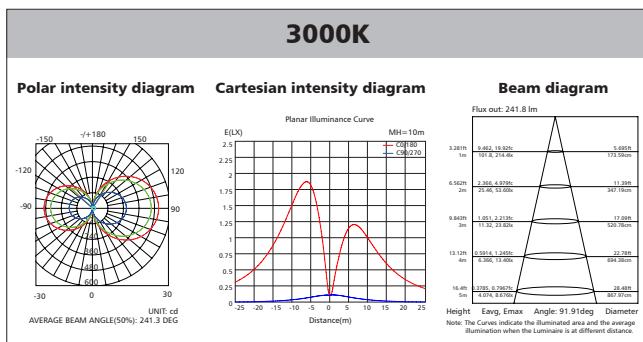 3000K
Polar intensity diagram
Cartesian intensity diagram
Beam diagram
-/+180
-150
150
-120
120
-90
90
-30
0
30
240
360
480
600
UNIT: cd
AVERAGE BEAM ANGLE(50%): 241.3 DEG
Planar Illuminance Curve
E(LX)
MH=10m
C0/180
C90/270
2.5
2.25
2
1.75
1.5
1.25
1
0.75
0.5
0.25
0
-25 -20 -15 -10 -5 0 5 10 15 20 25
Distance(m)
Flux out: 241.8 lm
3.281ft 9.462, 19.92fc 5.695ft
1m 101.8, 214.4lx 173.59cm
6.562ft 2.366, 4.979fc 11.39ft
2m 25.46, 53.60lx 347.19cm
9.843ft 1.051, 2.213fc 17.09ft
3m 11.32, 23.82lx 520.78cm
13.12ft 0.5914, 1.245fc 22.78ft
4m 6.366, 13.40lx 694.38cm
16.4ft 0.3785, 0.7967fc 28.48ft
5m 4.074, 8.676lx 867.97cm
Height Eavg, Emax Angle: 91.91deg Diameter
Note: The Curves indicate the illuminated area and the average
illumination when the Luminaire is at different distance.